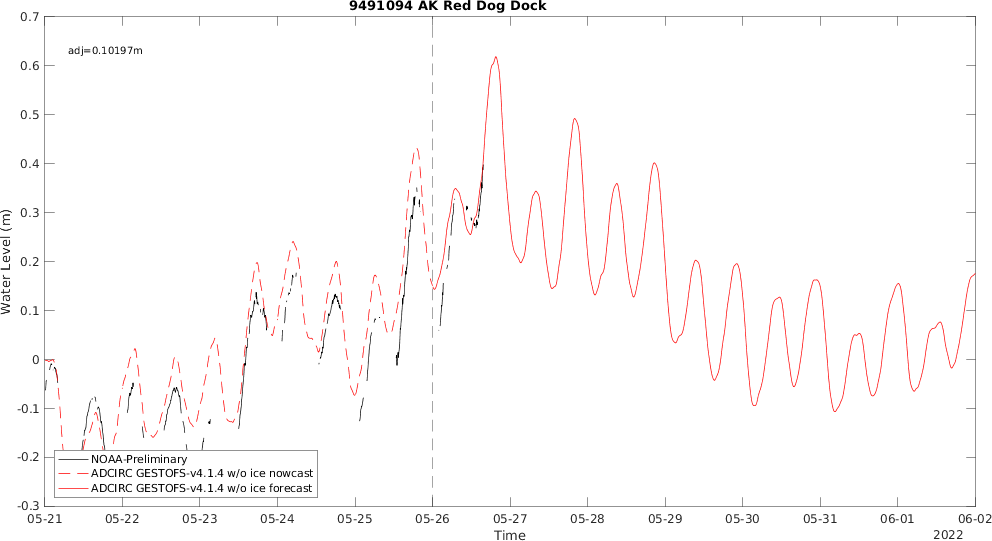 9491094 AK Red Dog Dock
adj=0.10197m
Water Level (m)
0.7
0.6
0.5
0.4
0.3
0.2
0.1
0
-0.1
-0.2
-0.3
NOAA-Preliminary
ADCIRC GESTOFS-v4.1.4 w/o ice nowcast
ADCIRC GESTOFS-v4.1.4 w/o ice forecast
05-21 05-22 05-23 05-24 05-25 05-26 05-27 05-28 05-29 05-30 05-31 06-01 06-02
Time
2022